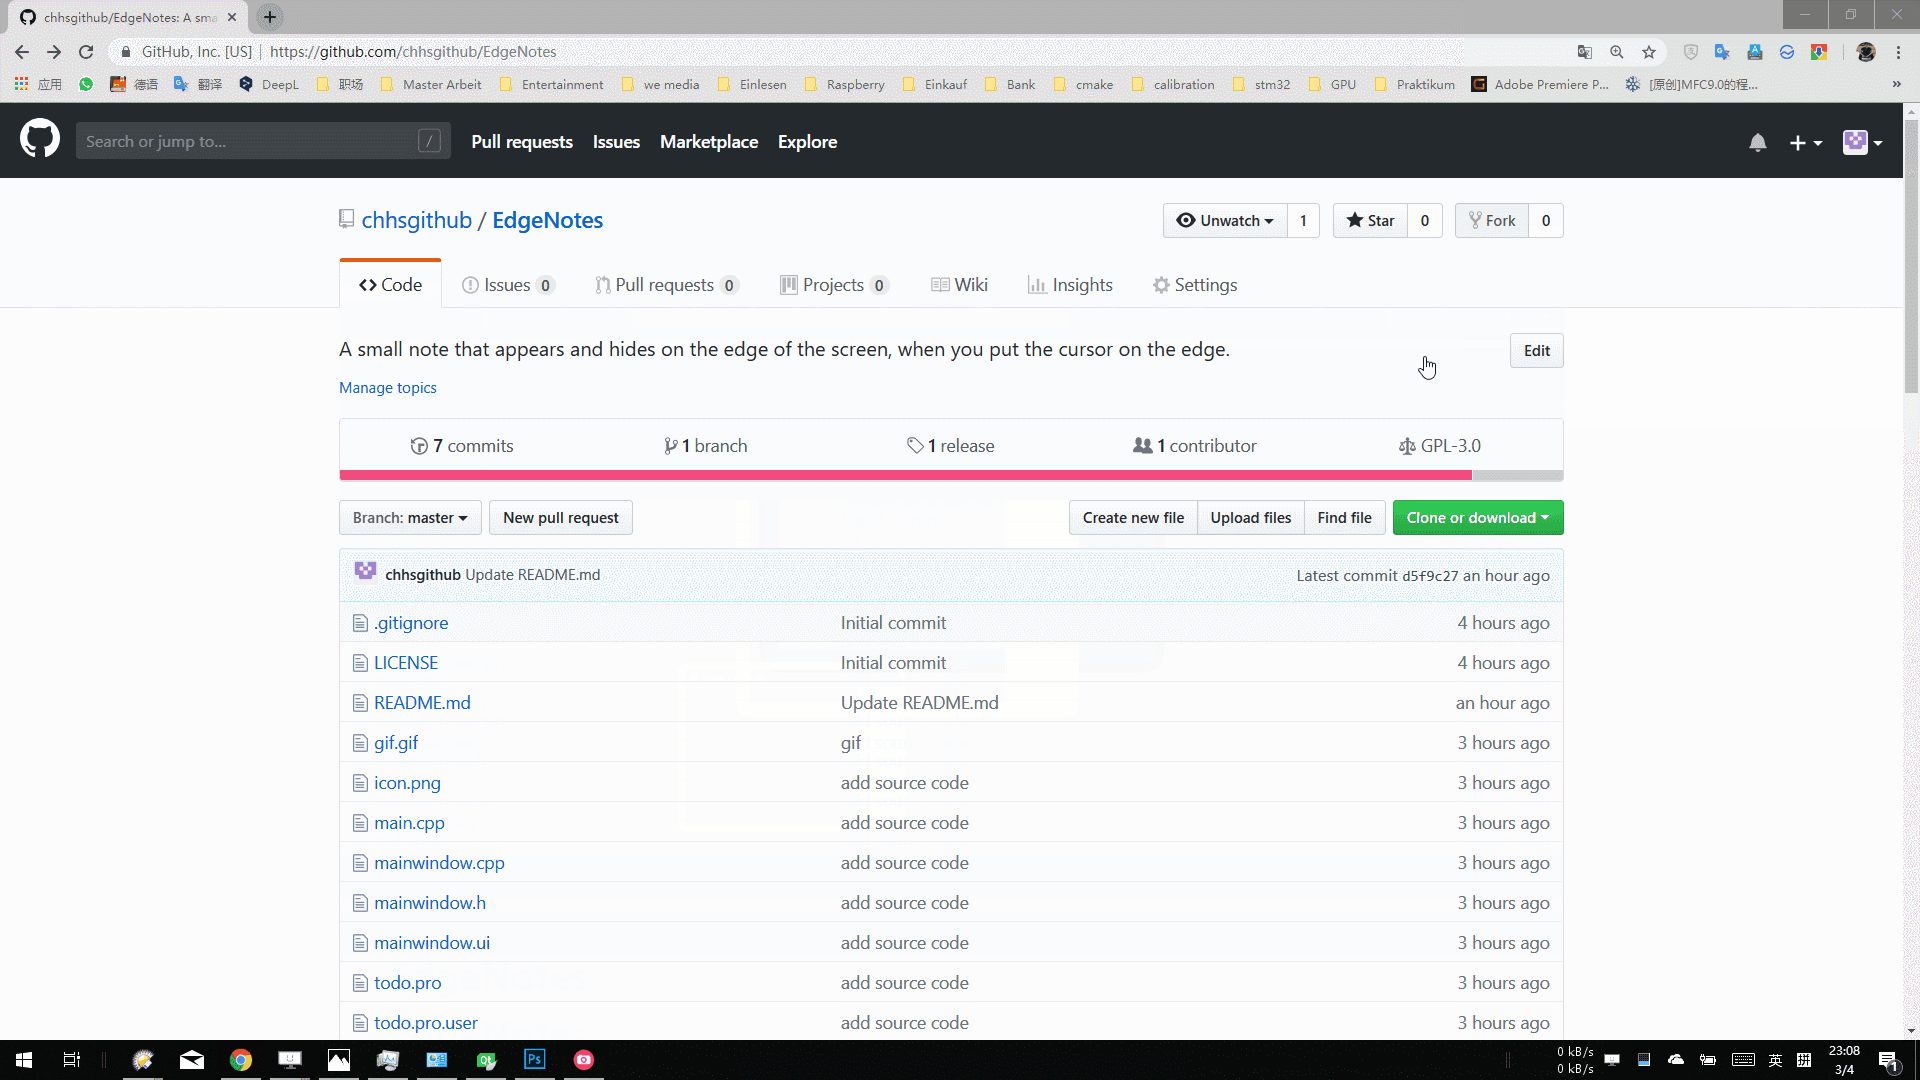 chhsgithub/EdgeNotes: A sma
GitHub, Inc. [US] | https://github.com/chhsgithub/EdgeNotes
应用 德语 翻译 DeepL 职场 Master Arbeit Entertainment we media Einlesen Raspberry Einkauf Bank cmake calibration stm32 GPU Praktikum Adobe Premiere P... [原创]MFC9.0的程... »
Search or jump to... / Pull requests Issues Marketplace Explore
chhsgithub / EdgeNotes Unwatch 1 Star 0 Fork 0
Code Issues 0 Pull requests 0 Projects 0 Wiki Insights Settings
A small note that appears and hides on the edge of the screen, when you put the cursor on the edge. Edit
Manage topics
7 commits 1 branch 1 release 1 contributor GPL-3.0
Branch: master New pull request Create new file Upload files Find file Clone or download
chhsgithub Update README.md Latest commit d5f9c27 an hour ago
.gitignore Initial commit 4 hours ago
LICENSE Initial commit 4 hours ago
README.md Update README.md an hour ago
gif.gif gif 3 hours ago
icon.png add source code 3 hours ago
main.cpp add source code 3 hours ago
mainwindow.cpp add source code 3 hours ago
mainwindow.h add source code 3 hours ago
mainwindow.ui add source code 3 hours ago
todo.pro add source code 3 hours ago
todo.pro.user add source code 3 hours ago
Ps
0 kB/s
0 kB/s
英 拼
23:08
3/4
1